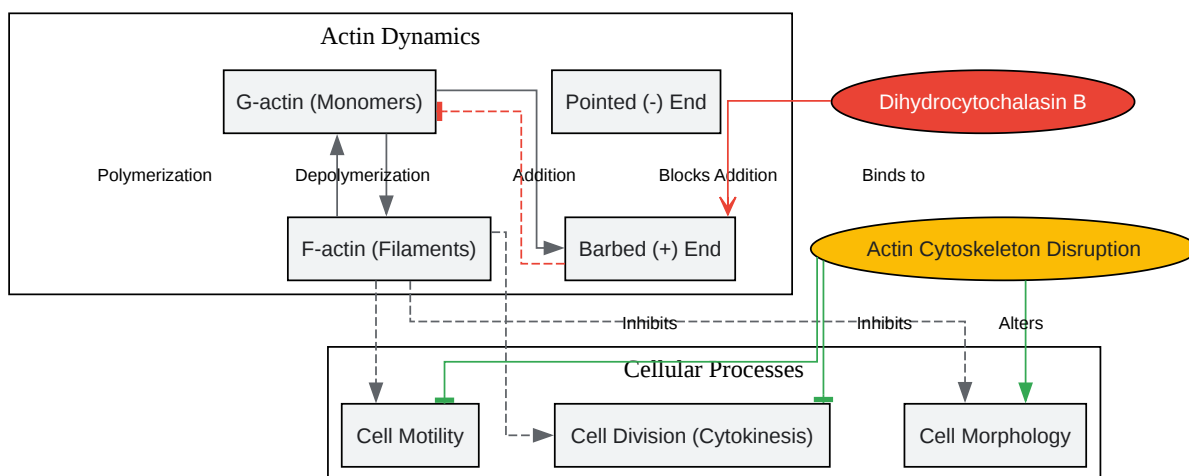 Actin Dynamics
G-actin (Monomers)
Pointed (-) End
Dihydrocytochalasin B
Polymerization
Depolymerization
Addition
Blocks Addition
Binds to
F-actin (Filaments)
Barbed (+) End
Actin Cytoskeleton Disruption
Inhibits
Inhibits
Alters
Cellular Processes
Cell Motility
Cell Division (Cytokinesis)
Cell Morphology